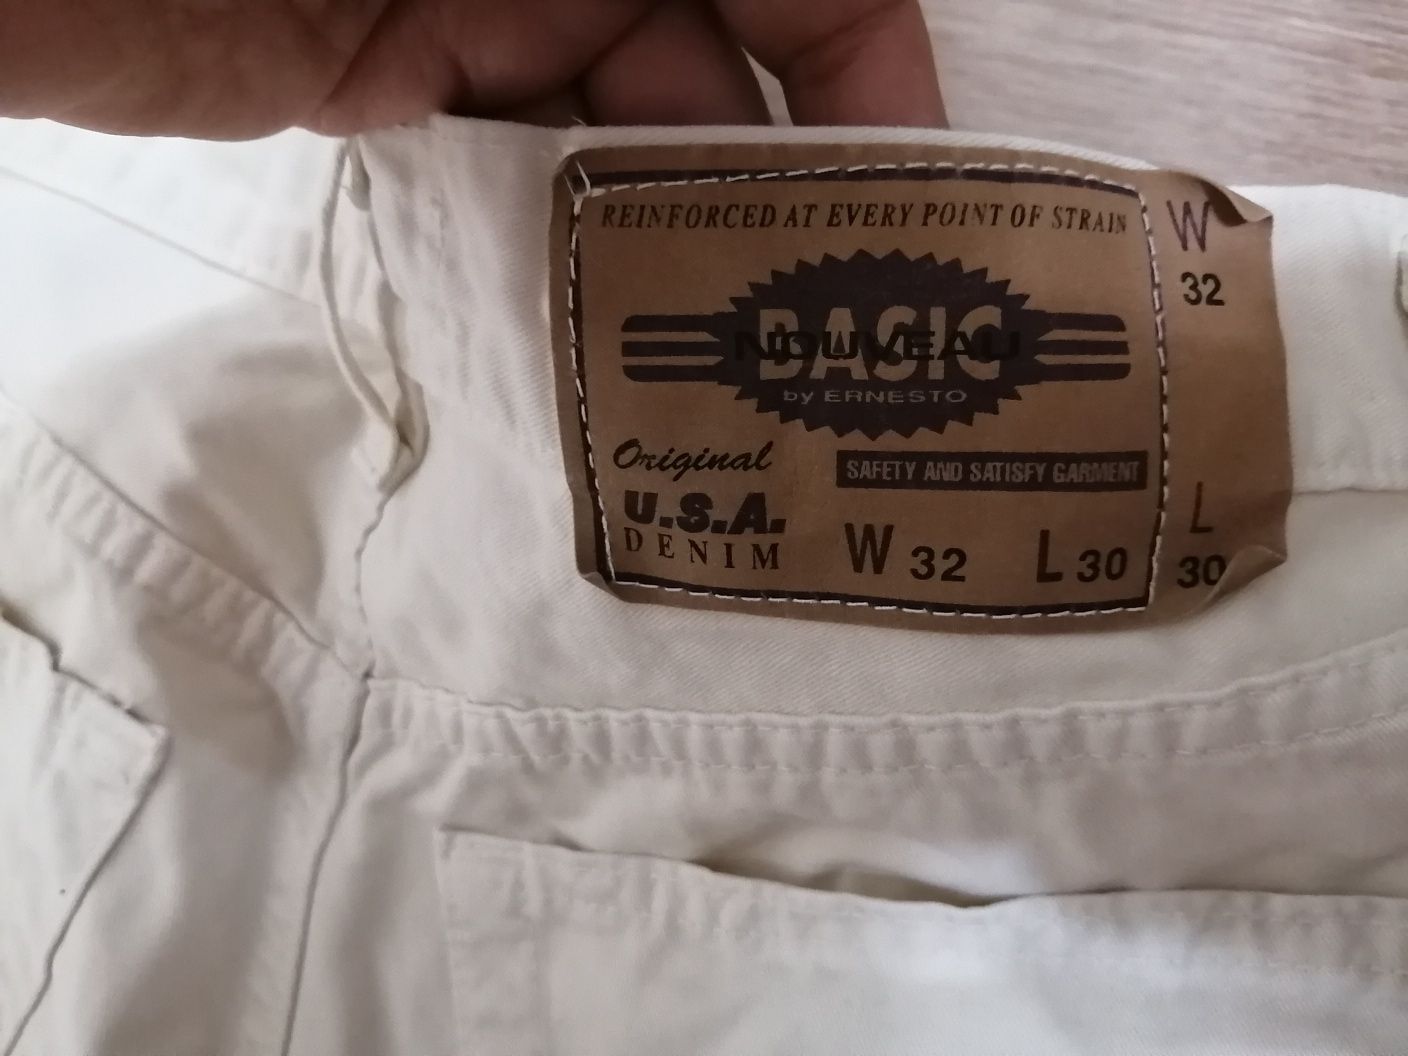 REINFORCED AT EVERY POINT OF STRAIN
BASIC
NOUVEAU
by ERNESTO
Original
U.S.A.
DENIM
SAFETY AND SATISFY GARMENT
W 32 L 30
W
32
L
30